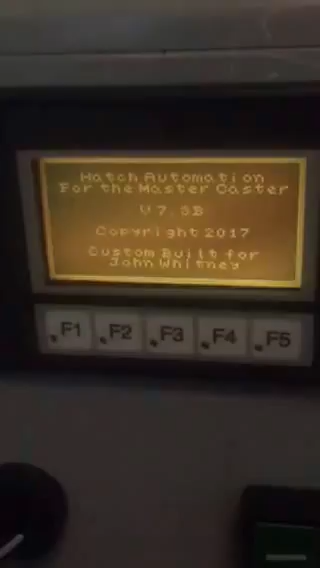 Hatch Automation
For the Master Caster
V 7.3B
Copyright 2017
Custom Built for
John Whitney
F1 F2 F3 F4 F5